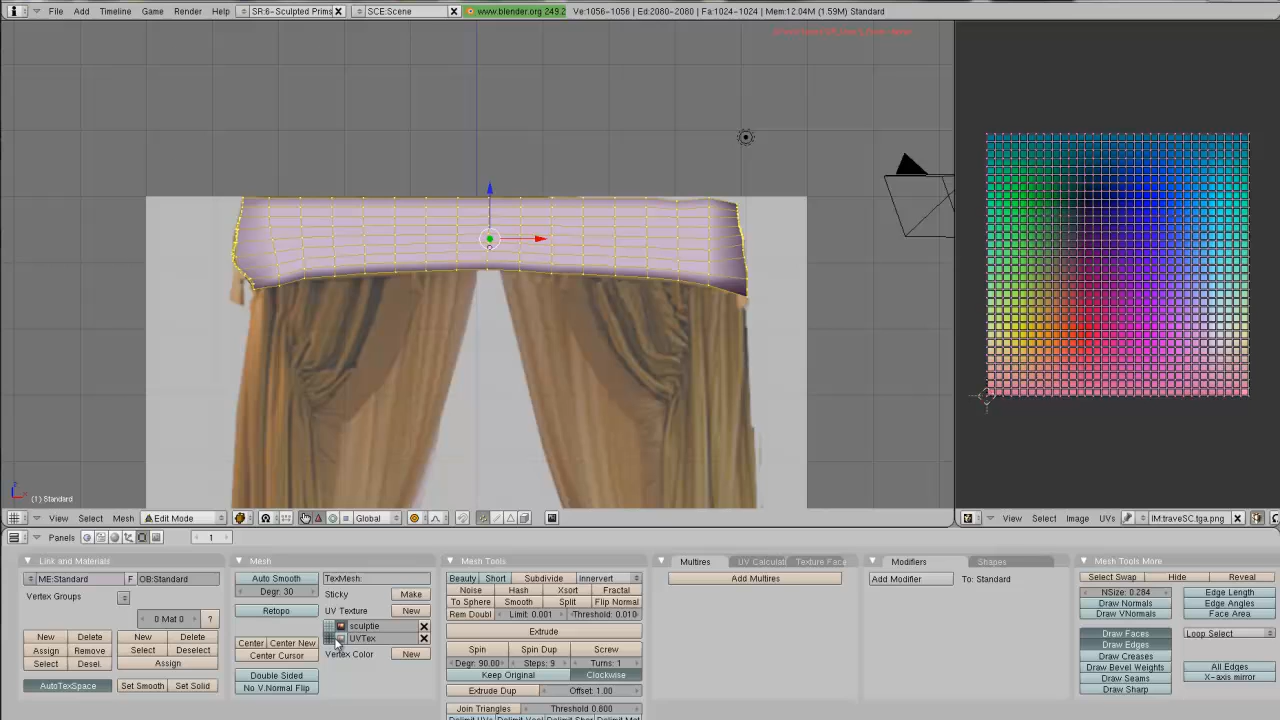 File Add Timeline Game Render Help SR:6-Sculpted Prims SCE:Scene www.blender.org 249.2 Ve:1056-1056 | Ed:2080-2080 | Fa:1024-1024 | Mem:12.04M (1.59M) Standard
(1) Standard
View Select Mesh Edit Mode Global View Select Image UVs IM:traveSC.tga.png
Panels 1
Link and Materials Mesh Mesh Tools Multires UV Calculat Texture Face Modifiers Shapes Mesh Tools More
ME:Standard F OB:Standard Auto Smooth TexMesh: Beauty Short Subdivide Innervert Add Multires Add Modifier To: Standard Select Swap Hide Reveal
Vertex Groups Degr: 30 Sticky Make Noise Hash Xsort Fractal NSize: 0.284 Edge Length
To Sphere Smooth Split Flip Normal Draw Normals Edge Angles
Retopo UV Texture New Rem Doubl Limit: 0.001 Threshold: 0.010 Draw VNormals Face Area
0 Mat 0 ? sculptie Extrude Draw Faces Loop Select
New Delete New Delete Center Center New UVTex Draw Edges
Assign Remove Select Deselect Center Cursor Vertex Color New Spin Spin Dup Screw Draw Creases
Select Desel. Assign Degr: 90.00 Steps: 9 Turns: 1 Draw Bevel Weights All Edges
Double Sided Keep Original Clockwise Draw Seams X-axis mirror
AutoTexSpace Set Smooth Set Solid No V.Normal Flip Extrude Dup Offset: 1.00 Draw Sharp
Join Triangles Threshold 0.800